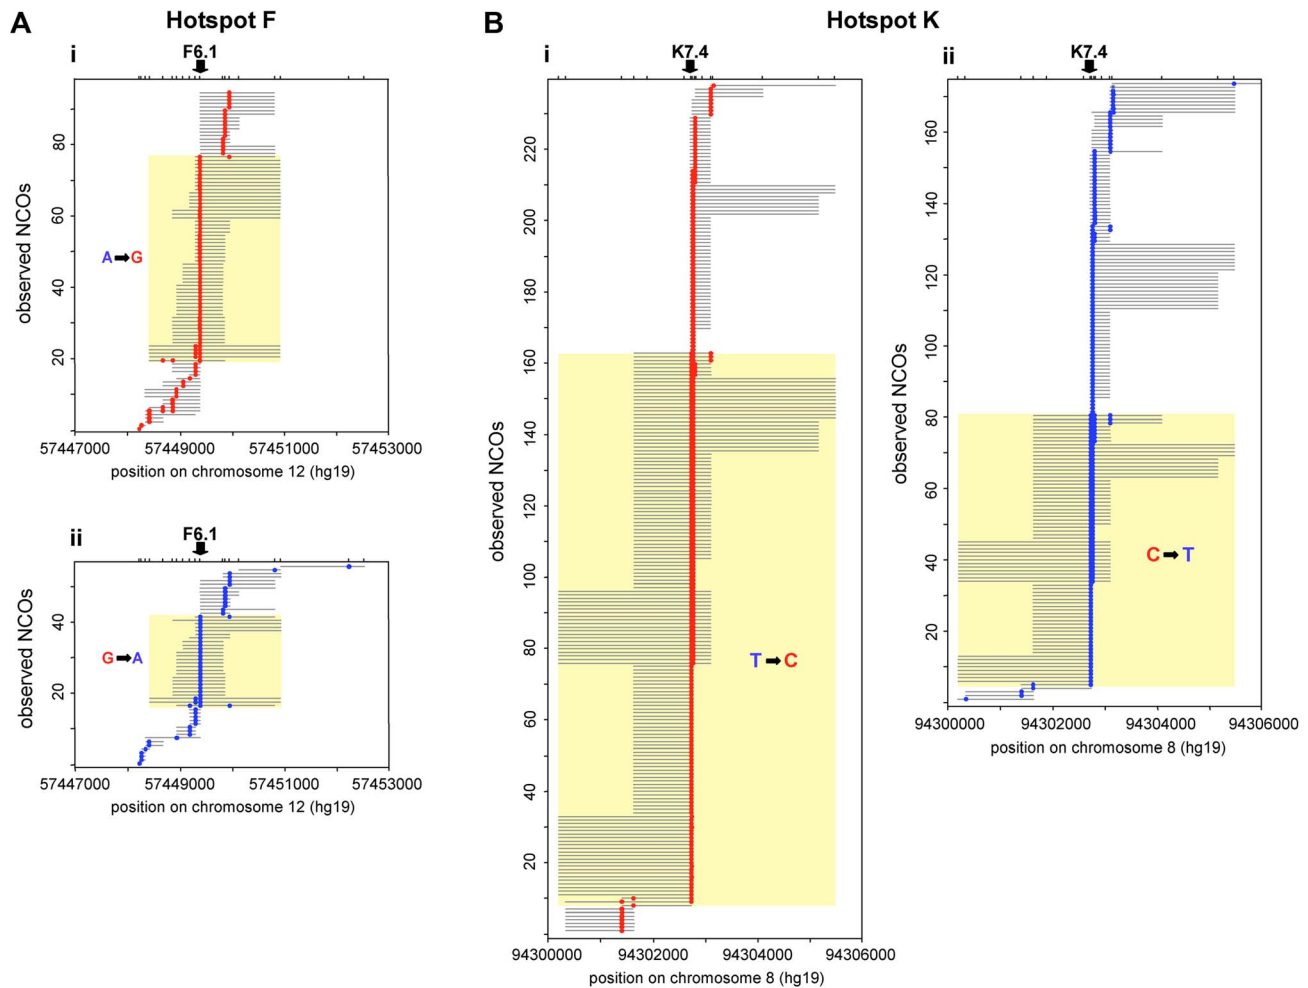 A
Hotspot F
i
F6.1
observed NCOs
80
60
40
20
A G
57447000 57449000 57451000 57453000
position on chromosome 12 (hg19)
ii
F6.1
observed NCOs
40
20
G A
57447000 57449000 57451000 57453000
position on chromosome 12 (hg19)
B
Hotspot K
i
K7.4
observed NCOs
220
200
180
160
140
120
100
80
60
40
20
T C
94300000 94302000 94304000 94306000
position on chromosome 8 (hg19)
ii
K7.4
observed NCOs
160
140
120
100
80
60
40
20
C T
94300000 94302000 94304000 94306000
position on chromosome 8 (hg19)